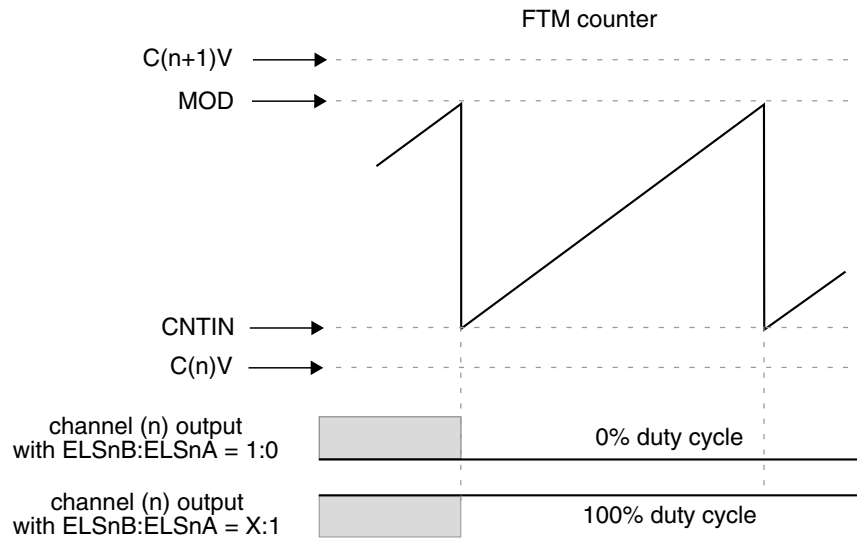 FTM counter
C(n+1)V
MOD
CNTIN
C(n)V
channel (n) output
with ELSnB:ELSnA = 1:0
0% duty cycle
channel (n) output
with ELSnB:ELSnA = X:1
100% duty cycle